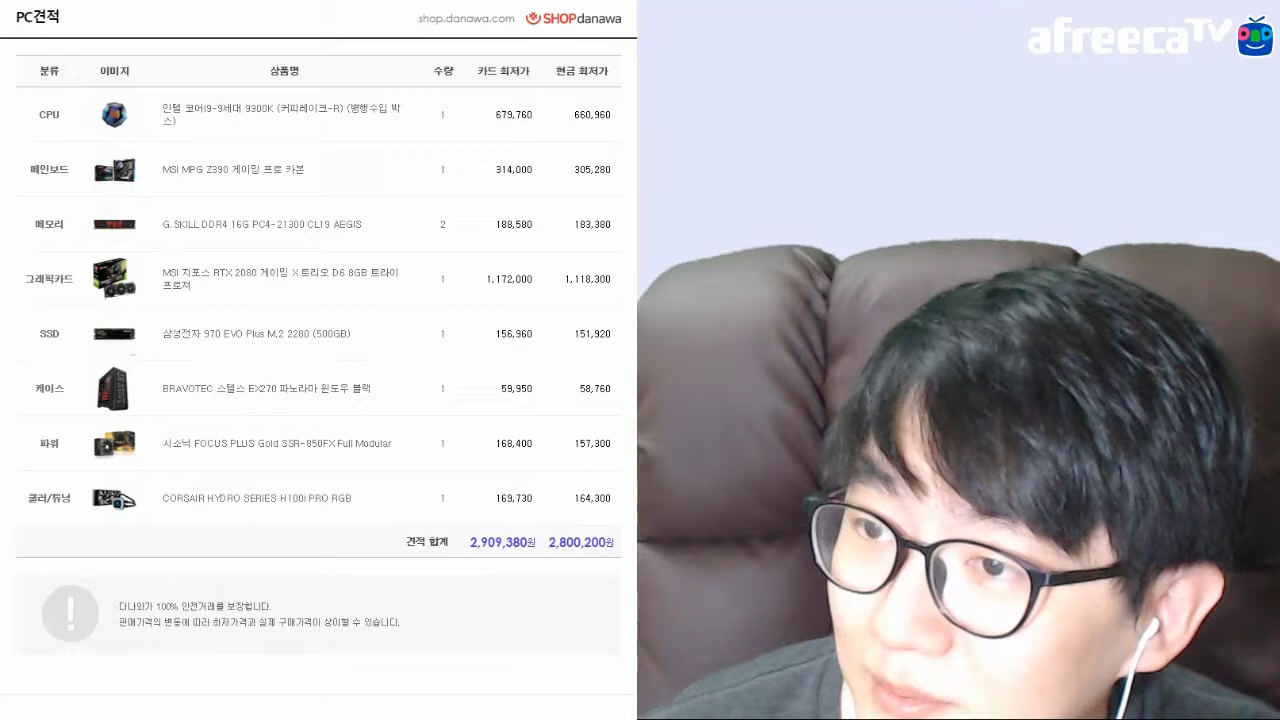 PC견적
shop.danawa.com SHOPdanawa
afreecaTV
분류 이미지 상품명 수량 카드 최저가 현금 최저가
CPU 인텔 코어i9-9세대 9900K (커피레이크-R) (병행수입 박
스) 1 679,760 660,960
메인보드 MSI MPG Z390 게이밍 프로 카본 1 314,000 305,280
메모리 G.SKILL DDR4 16G PC4-21300 CL19 AEGIS 2 188,580 183,380
그래픽카드 MSI 지포스 RTX 2080 게이밍 X 트리오 D6 8GB 트라이
프로져 1 1,172,000 1,118,300
SSD 삼성전자 970 EVO Plus M.2 2280 (500GB) 1 156,960 151,920
케이스 BRAVOTEC 스텔스 EX270 파노라마 윈도우 블랙 1 59,950 58,760
파워 시소닉 FOCUS PLUS Gold SSR-850FX Full Modular 1 168,400 157,300
쿨러/튜닝 CORSAIR HYDRO SERIES H100i PRO RGB 1 169,730 164,300
견적 합계 2,909,380원 2,800,200원
· 다나와가 100% 안전거래를 보장합니다.
· 판매가격의 변동에 따라 최저가격과 실제 구매가격이 상이할 수 있습니다.